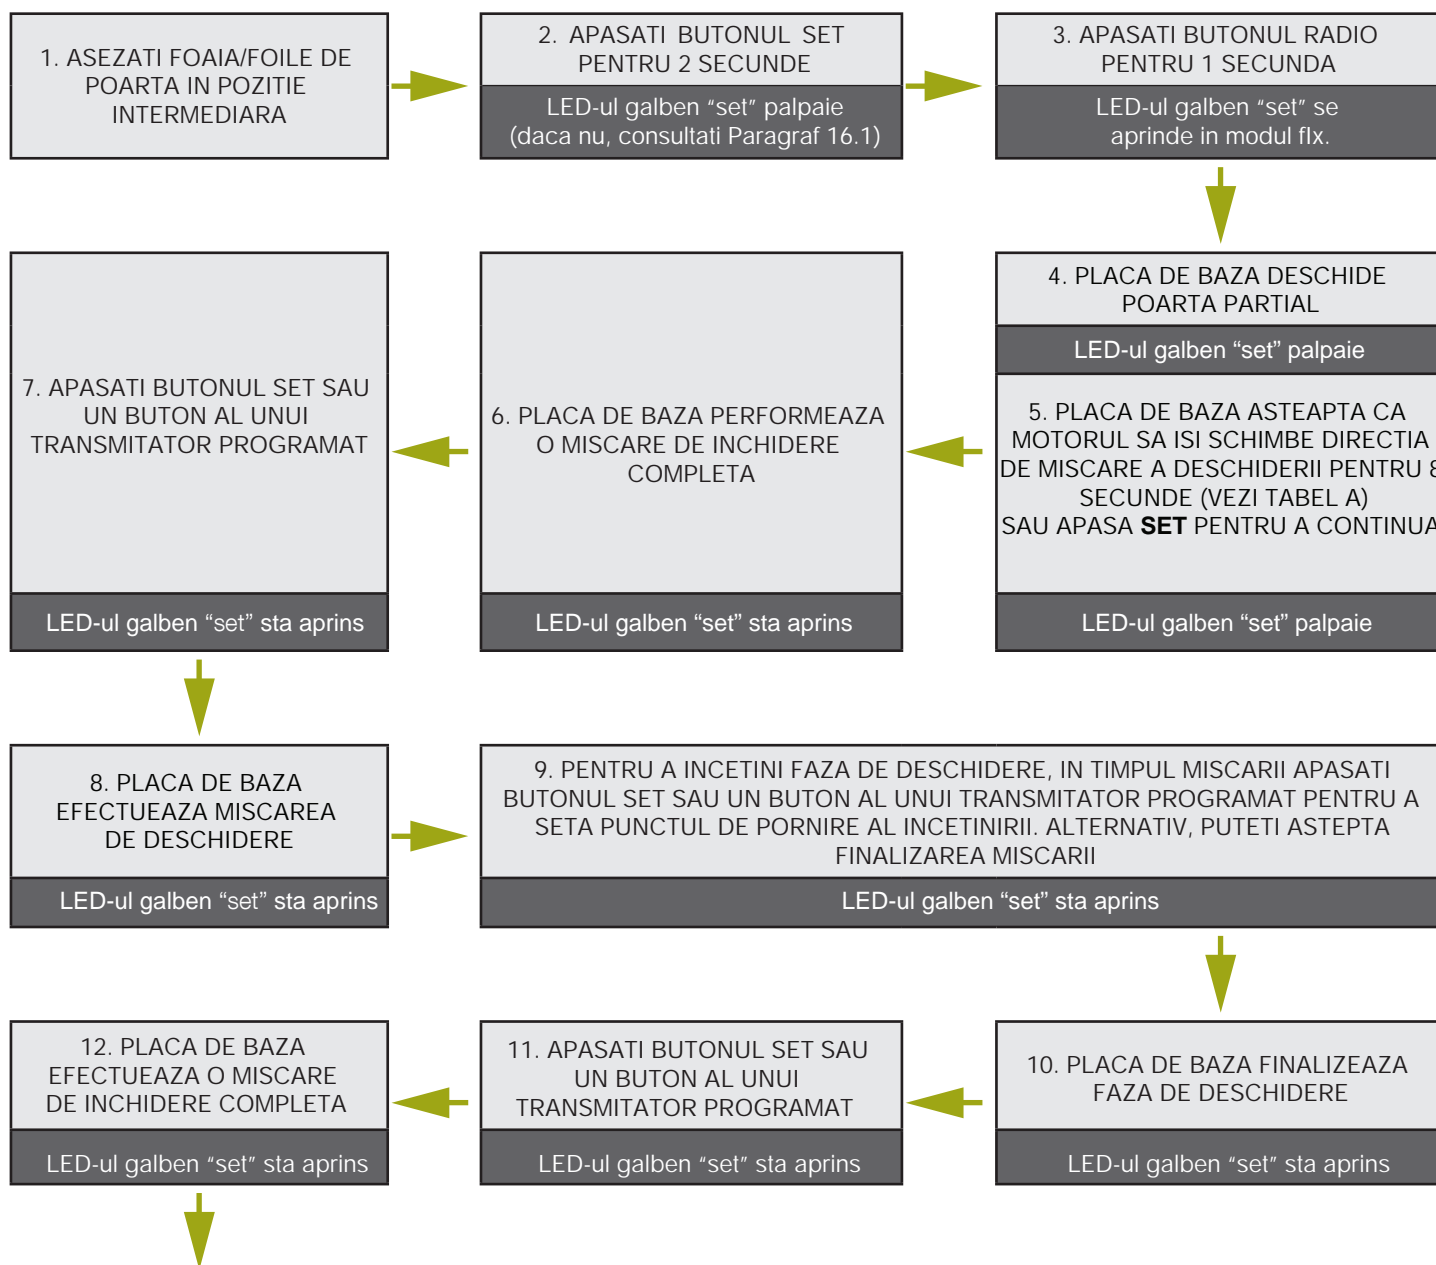 1. ASEZATI FOAIA/FOILE DE
POARTA IN POZITIE
INTERMEDIARA
2. APASATI BUTONUL SET
PENTRU 2 SECUNDE
LED-ul galben “set” palpaie
(daca nu, consultati Paragraf 16.1)
3. APASATI BUTONUL RADIO
PENTRU 1 SECUNDA
LED-ul galben “set” se
aprinde in modul fIx.
4. PLACA DE BAZA DESCHIDE
POARTA PARTIAL
LED-ul galben “set” palpaie
5. PLACA DE BAZA ASTEAPTA CA
MOTORUL SA ISI SCHIMBE DIRECTIA
DE MISCARE A DESCHIDERII PENTRU 8
SECUNDE (VEZI TABEL A)
SAU APASA SET PENTRU A CONTINUA
LED-ul galben “set” palpaie
6. PLACA DE BAZA PERFORMEAZA
O MISCARE DE INCHIDERE
COMPLETA
LED-ul galben “set” sta aprins
7. APASATI BUTONUL SET SAU
UN BUTON AL UNUI
TRANSMITATOR PROGRAMAT
LED-ul galben “set” sta aprins
8. PLACA DE BAZA
EFECTUEAZA MISCAREA
DE DESCHIDERE
LED-ul galben “set” sta aprins
9. PENTRU A INCETINI FAZA DE DESCHIDERE, IN TIMPUL MISCARII APASATI
BUTONUL SET SAU UN BUTON AL UNUI TRANSMITATOR PROGRAMAT PENTRU A
SETA PUNCTUL DE PORNIRE AL INCETINIRII. ALTERNATIV, PUTETI ASTEPTA
FINALIZAREA MISCARII
LED-ul galben “set” sta aprins
10. PLACA DE BAZA FINALIZEAZA
FAZA DE DESCHIDERE
LED-ul galben “set” sta aprins
11. APASATI BUTONUL SET SAU
UN BUTON AL UNUI
TRANSMITATOR PROGRAMAT
LED-ul galben “set” sta aprins
12. PLACA DE BAZA
EFECTUEAZA O MISCARE
DE INCHIDERE COMPLETA
LED-ul galben “set” sta aprins